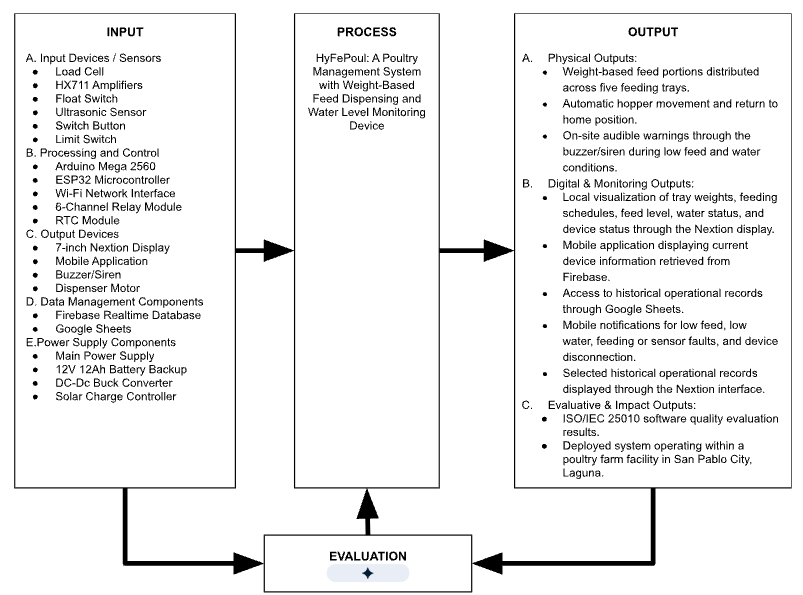 INPUT
A. Input Devices / Sensors
● Load Cell
● HX711 Amplifiers
● Float Switch
● Ultrasonic Sensor
● Switch Button
● Limit Switch
B. Processing and Control
● Arduino Mega 2560
● ESP32 Microcontroller
● Wi-Fi Network Interface
● 6-Channel Relay Module
● RTC Module
C. Output Devices
● 7-inch Nextion Display
● Mobile Application
● Buzzer/Siren
● Dispenser Motor
D. Data Management Components
● Firebase Realtime Database
● Google Sheets
E.Power Supply Components
● Main Power Supply
● 12V 12Ah Battery Backup
● DC-Dc Buck Converter
● Solar Charge Controller
PROCESS
HyFePoul: A Poultry
Management System
with Weight-Based
Feed Dispensing and
Water Level Monitoring
Device
OUTPUT
A. Physical Outputs:
● Weight-based feed portions distributed
across five feeding trays.
● Automatic hopper movement and return to
home position.
● On-site audible warnings through the
buzzer/siren during low feed and water
conditions.
B. Digital & Monitoring Outputs:
● Local visualization of tray weights, feeding
schedules, feed level, water status, and
device status through the Nextion display.
● Mobile application displaying current
device information retrieved from
Firebase.
● Access to historical operational records
through Google Sheets.
● Mobile notifications for low feed, low
water, feeding or sensor faults, and device
disconnection.
● Selected historical operational records
displayed through the Nextion interface.
C. Evaluative & Impact Outputs:
● ISO/IEC 25010 software quality evaluation
results.
● Deployed system operating within a
poultry farm facility in San Pablo City,
Laguna.
EVALUATION